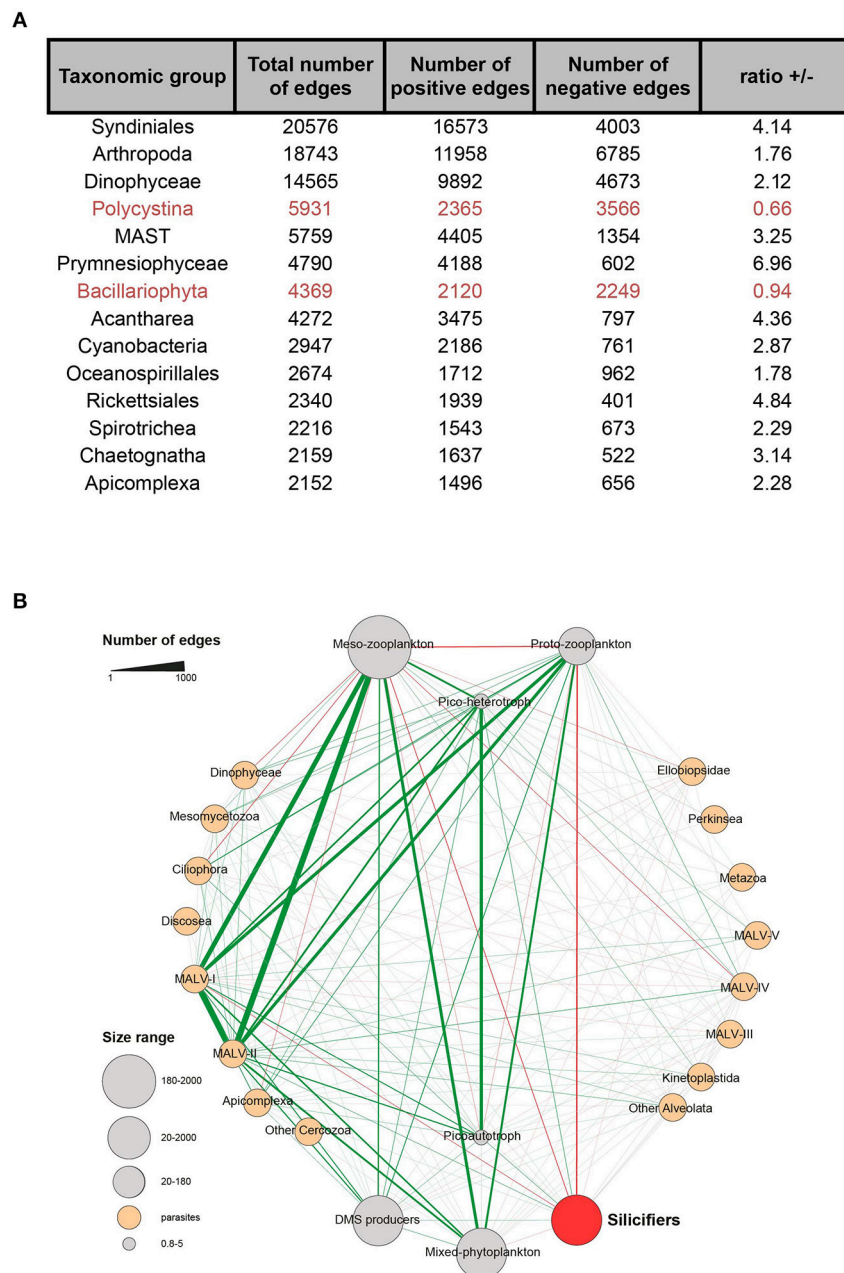 A
Taxonomic group Total number of edges Number of positive edges Number of negative edges ratio +/-
Syndiniales 20576 16573 4003 4.14
Arthropoda 18743 11958 6785 1.76
Dinophyceae 14565 9892 4673 2.12
Polycystina 5931 2365 3566 0.66
MAST 5759 4405 1354 3.25
Prymnesiophyceae 4790 4188 602 6.96
Bacillariophyta 4369 2120 2249 0.94
Acantharea 4272 3475 797 4.36
Cyanobacteria 2947 2186 761 2.87
Oceanospirillales 2674 1712 962 1.78
Rickettsiales 2340 1939 401 4.84
Spirotrichea 2216 1543 673 2.29
Chaetognatha 2159 1637 522 3.14
Apicomplexa 2152 1496 656 2.28
B
Number of edges
1 1000
Meso-zooplankton
Proto-zooplankton
Pico-heterotroph
Dinophyceae
Ellobiopsidae
Mesomycetozoa
Perkinsea
Ciliophora
Metazoa
Discosea
MALV-V
MALV-I
MALV-IV
MALV-III
MALV-II
Kinetoplastida
Apicomplexa
Other Alveolata
Other Cercozoa
Picoautotroph
Size range
180-2000
20-2000
20-180
parasites
0.8-5
DMS producers
Mixed-phytoplankton
Silicifiers